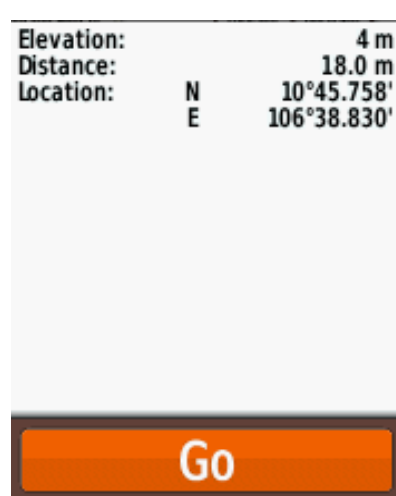 Elevation: 4 m
Distance: 18.0 m
Location: N 10°45.758'
E 106°38.830'
Go